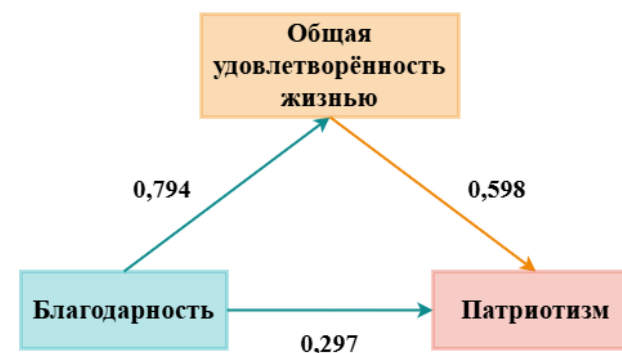 Общая
удовлетворённость
жизнью
0,794
0,598
Благодарность
Патриотизм
0,297